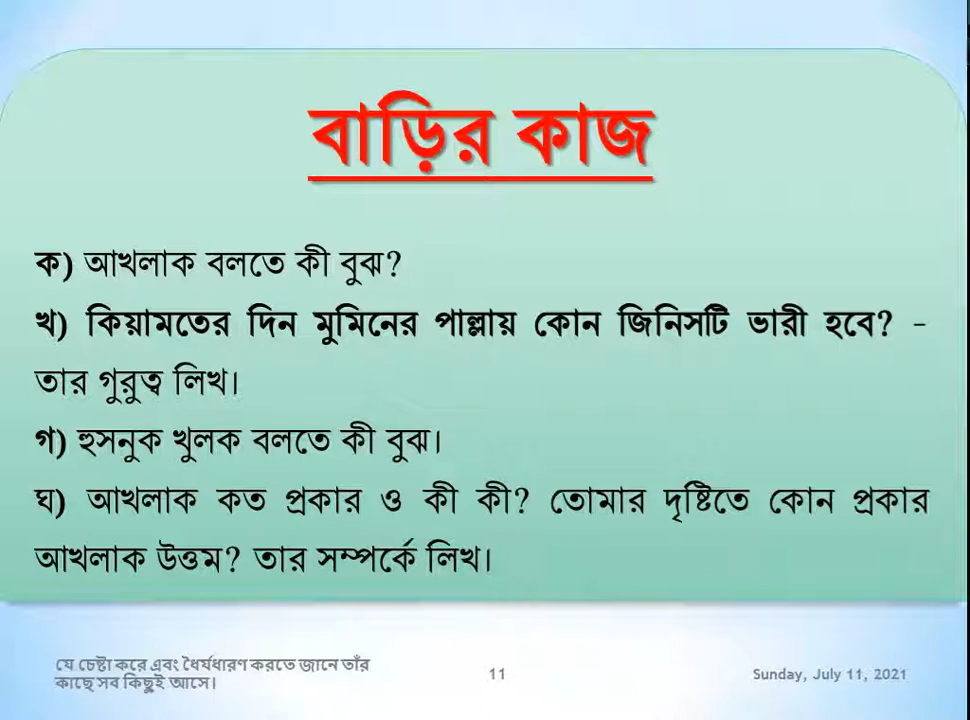 বাড়ির কাজ
ক) আখলাক বলতে কী বুঝ?
খ) কিয়ামতের দিন মুমিনের পাল্লায় কোন জিনিসটি ভারী হবে? -
তার গুরুত্ব লিখ।
গ) হুসনুক খুলক বলতে কী বুঝ।
ঘ) আখলাক কত প্রকার ও কী কী? তোমার দৃষ্টিতে কোন প্রকার
আখলাক উত্তম? তার সম্পর্কে লিখ।
যে চেষ্টা করে এবং ধৈর্যধারণ করতে জানে তাঁর
কাছে সব কিছুই আসে।
11
Sunday, July 11, 2021